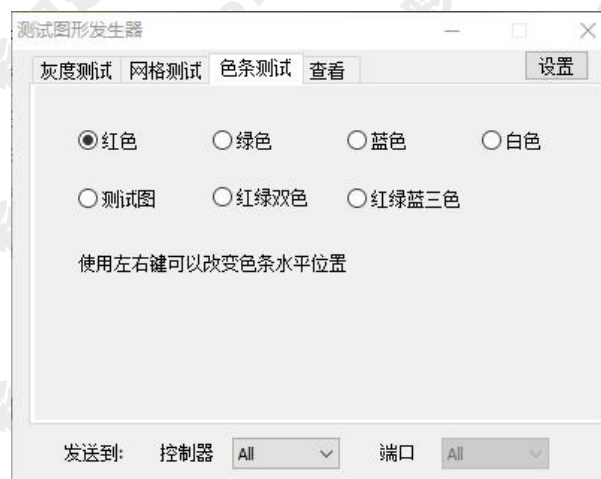 测试图形发生器
灰度测试 网格测试 色条测试 查看 设置
红色 绿色 蓝色 白色
测试图 红绿双色 红绿蓝三色
使用左右键可以改变色条水平位置
发送到: 控制器 All 端口 All